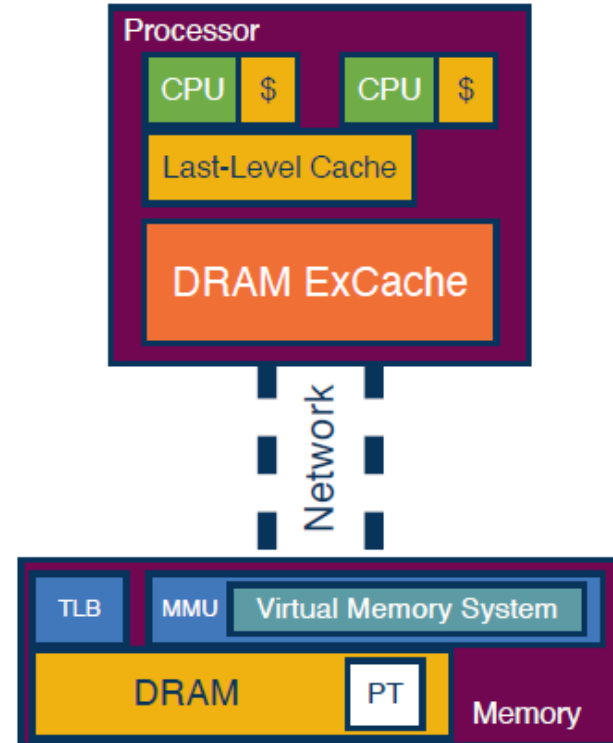 Processor
CPU $ CPU $
Last-Level Cache
DRAM ExCache
Network
TLB MMU Virtual Memory System
DRAM PT
Memory